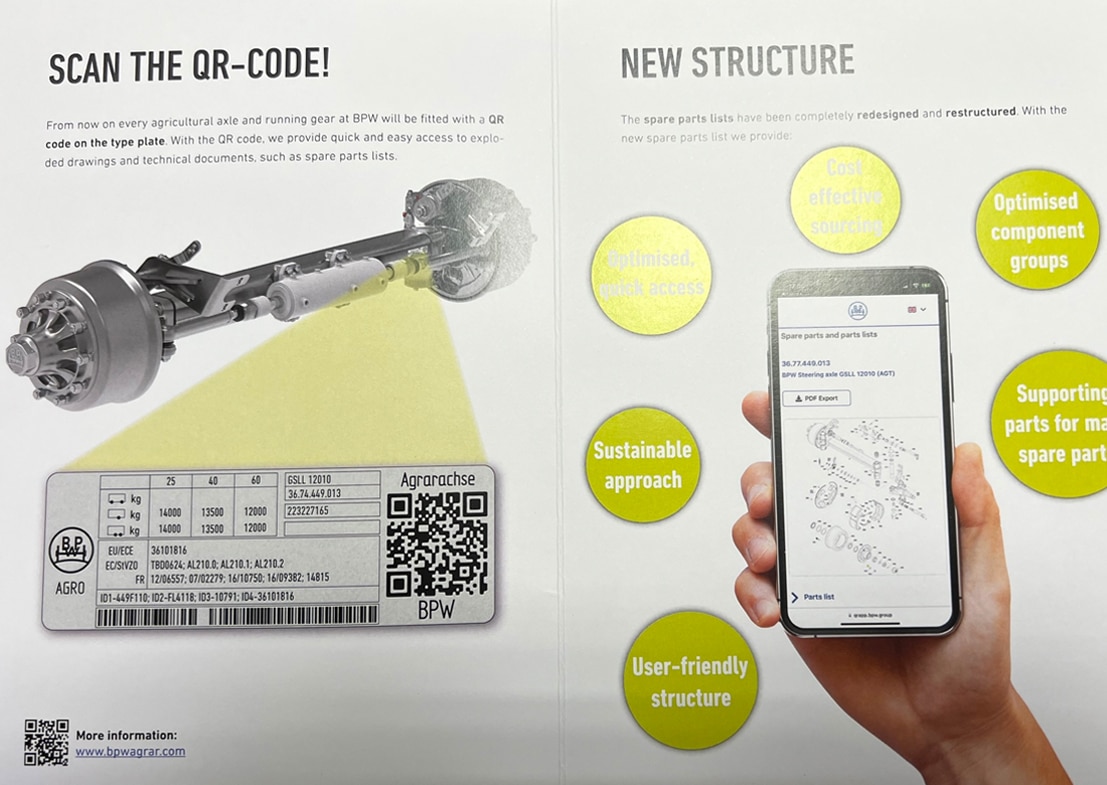 SCAN THE QR-CODE!
From now on every agricultural axle and running gear at BPW will be fitted with a QR
code on the type plate. With the QR code, we provide quick and easy access to explo-
ded drawings and technical documents, such as spare parts lists.
25 40 60
kg
kg 14000 13500 12000
kg 14000 13500 12000
GSLL 12010
36.74.449.013
223227165
Agrarachse
BPW
AGRO
EU/ECE 36101816
EC/StVZO TBD0624; AL210.0; AL210.1; AL210.2
FR 12/06557; 07/02279; 16/10750; 16/09382; 14815
ID1-449F110; ID2-FL4118; ID3-10791; ID4-36101816
BPW
More information:
www.bpwagrar.com
NEW STRUCTURE
The spare parts lists have been completely redesigned and restructured. With the
new spare parts list we provide:
Cost
effective
sourcing
Optimised
component
groups
Optimised,
quick access
Spare parts and parts lists
36.77.449.013
BPW Steering axle GSLL 12010 (AGT)
PDF Export
Supporting
parts for ma
spare part
Sustainable
approach
Parts list
User-friendly
structure